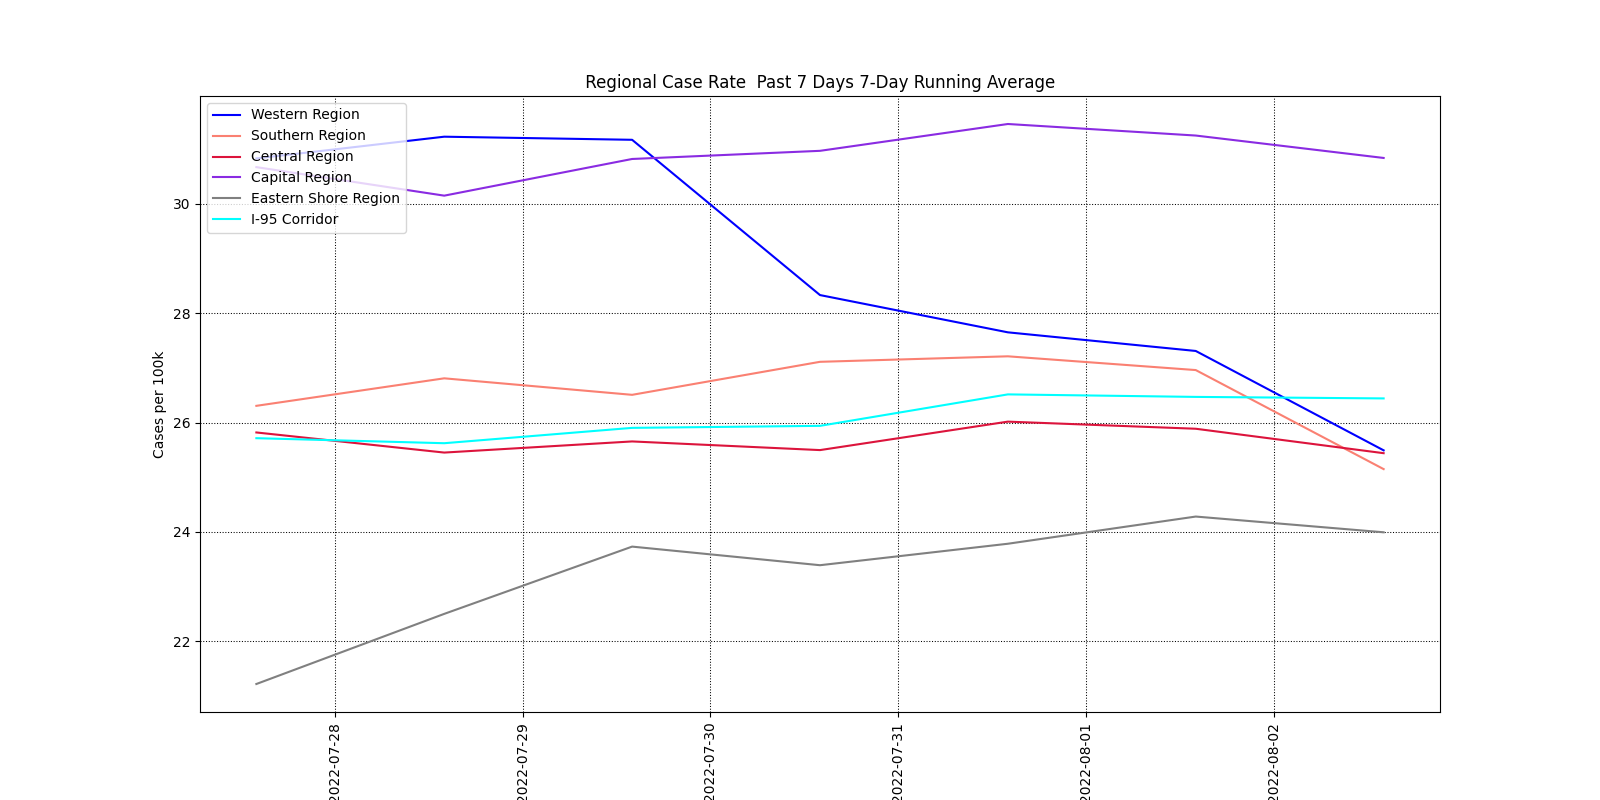 Regional Case Rate  Past 7 Days 7-Day Running Average
Western Region
Southern Region
Central Region
Capital Region
Eastern Shore Region
I-95 Corridor
Cases per 100k
30
28
26
24
22
2022-07-28
2022-07-29
2022-07-30
2022-07-31
2022-08-01
2022-08-02